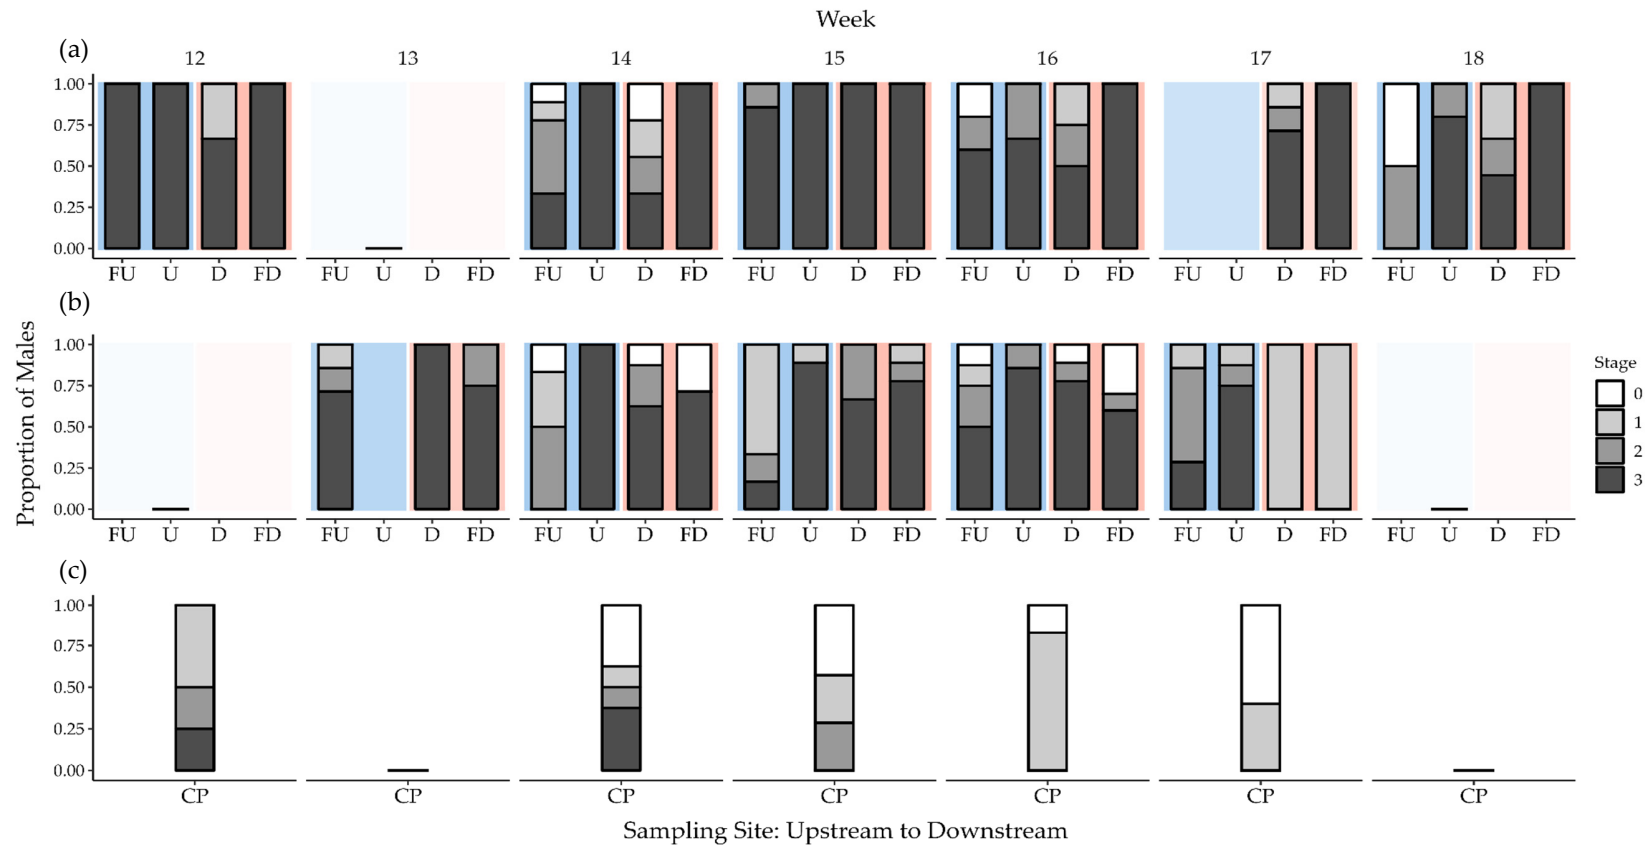 Week
(a)
12 13 14 15 16 17 18
1.00
0.75
0.50
0.25
0.00
FU U D FD FU U D FD FU U D FD FU U D FD FU U D FD FU U D FD FU U D FD
(b)
Proportion of Males
1.00
0.75
0.50
0.25
0.00
FU U D FD FU U D FD FU U D FD FU U D FD FU U D FD FU U D FD FU U D FD
Stage
0
1
2
3
(c)
1.00
0.75
0.50
0.25
0.00
CP CP CP CP CP CP CP
Sampling Site: Upstream to Downstream